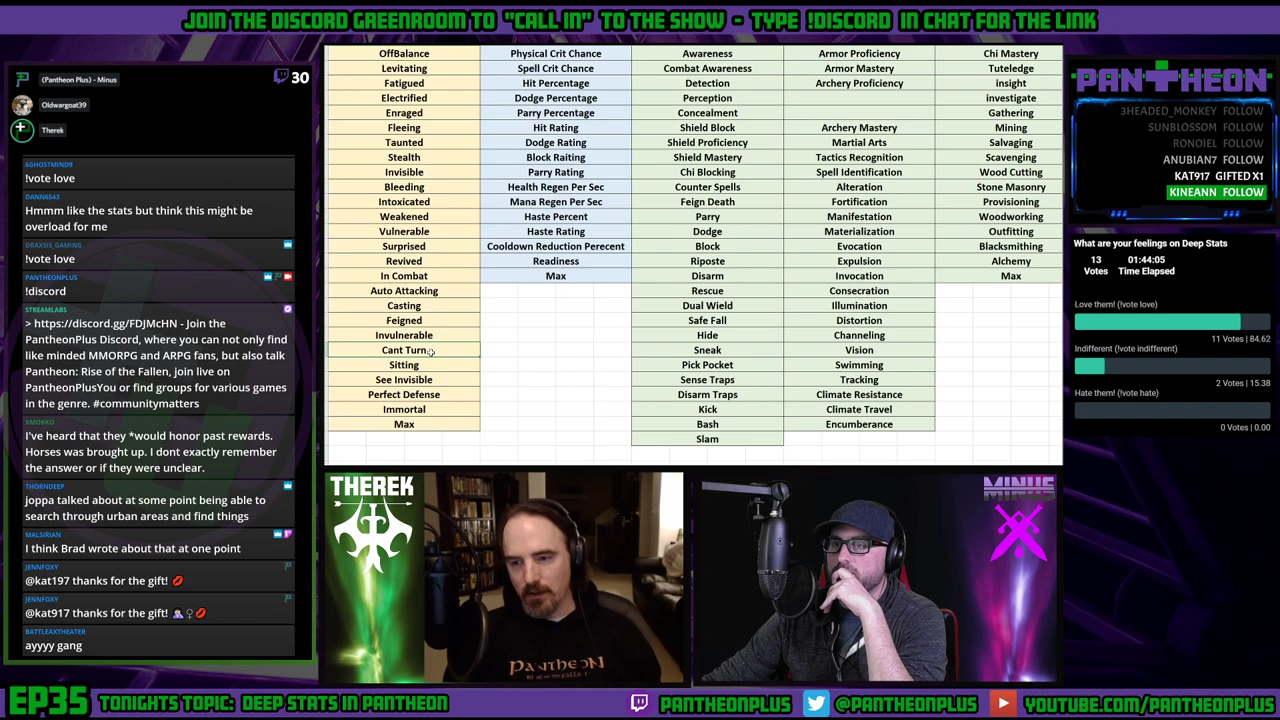 JOIN THE DISCORD GREENROOM TO "CALL IN" TO THE SHOW - TYPE !DISCORD IN CHAT FOR THE LINK
(Pantheon Plus) - Minus
30
Oldwargoat39
Therek
6GHOSTMIND9
!vote love
DANN6543
Hmmm like the stats but think this might be
overload for me
DRAXSIS_GAMING
!vote love
PANTHEONPLUS
!discord
STREAMLABS
> https://discord.gg/FDJMcHN - Join the
PantheonPlus Discord, where you can not only find
like minded MMORPG and ARPG fans, but also talk
Pantheon: Rise of the Fallen, join live on
PantheonPlusYou or find groups for various games
in the genre. #communitymatters
XMOKKO
I've heard that they *would honor past rewards.
Horses was brought up. I dont exactly remember
the answer or if they were unclear.
THORNDEEP
joppa talked about at some point being able to
search through urban areas and find things
MALSIRIAN
I think Brad wrote about that at one point
JENNFOXY
@kat197 thanks for the gift!
JENNFOXY
@kat917 thanks for the gift!
BATTLEAXTHEATER
ayyyy gang
OffBalance
Levitating
Fatigued
Electrified
Enraged
Fleeing
Taunted
Stealth
Invisible
Bleeding
Intoxicated
Weakened
Vulnerable
Surprised
Revived
In Combat
Auto Attacking
Casting
Feigned
Invulnerable
Cant Turn
Sitting
See Invisible
Perfect Defense
Immortal
Max
Physical Crit Chance
Spell Crit Chance
Hit Percentage
Dodge Percentage
Parry Percentage
Hit Rating
Dodge Rating
Block Raiting
Parry Rating
Health Regen Per Sec
Mana Regen Per Sec
Haste Percent
Haste Rating
Cooldown Reduction Perecent
Readiness
Max
Awareness
Combat Awareness
Detection
Perception
Concealment
Shield Block
Shield Proficiency
Shield Mastery
Chi Blocking
Counter Spells
Feign Death
Parry
Dodge
Block
Riposte
Disarm
Rescue
Dual Wield
Safe Fall
Hide
Sneak
Pick Pocket
Sense Traps
Disarm Traps
Kick
Bash
Slam
Armor Proficiency
Armor Mastery
Archery Proficiency
Archery Mastery
Martial Arts
Tactics Recognition
Spell Identification
Alteration
Fortification
Manifestation
Materialization
Evocation
Expulsion
Invocation
Consecration
Illumination
Distortion
Channeling
Vision
Swimming
Tracking
Climate Resistance
Climate Travel
Encumberance
Chi Mastery
Tuteledge
insight
investigate
Gathering
Mining
Salvaging
Scavenging
Wood Cutting
Stone Masonry
Provisioning
Woodworking
Outfitting
Blacksmithing
Alchemy
Max
PANTHEON
3HEADED_MONKEY FOLLOW
SUNBLOSSOM FOLLOW
RONOIEL FOLLOW
ANUBIAN7 FOLLOW
KAT917 GIFTED X1
KINEANN FOLLOW
What are your feelings on Deep Stats
13 01:44:05
Votes Time Elapsed
Love them! (!vote love)
11 Votes | 84.62
Indifferent (!vote indifferent)
2 Votes | 15.38
Hate them! (!vote hate)
0 Votes | 0.00
THEREK
PANTHEON
MINUS
EP35 TONIGHTS TOPIC: DEEP STATS IN PANTHEON
PANTHEONPLUS
@PANTHEONPLUS
YOUTUBE.COM/PANTHEONPLUS